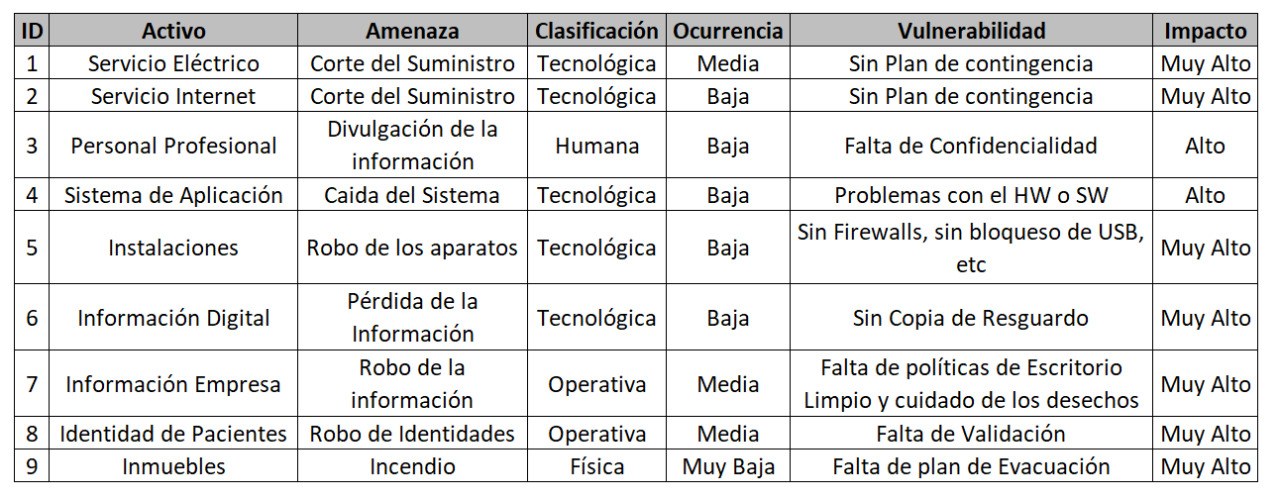 ID Activo Amenaza Clasificación Ocurrencia Vulnerabilidad Impacto
1 Servicio Eléctrico Corte del Suministro Tecnológica Media Sin Plan de contingencia Muy Alto
2 Servicio Internet Corte del Suministro Tecnológica Baja Sin Plan de contingencia Muy Alto
3 Personal Profesional Divulgación de la información Humana Baja Falta de Confidencialidad Alto
4 Sistema de Aplicación Caida del Sistema Tecnológica Baja Problemas con el HW o SW Alto
5 Instalaciones Robo de los aparatos Tecnológica Baja Sin Firewalls, sin bloqueso de USB, etc Muy Alto
6 Información Digital Pérdida de la Información Tecnológica Baja Sin Copia de Resguardo Muy Alto
7 Información Empresa Robo de la información Operativa Media Falta de políticas de Escritorio Limpio y cuidado de los desechos Muy Alto
8 Identidad de Pacientes Robo de Identidades Operativa Media Falta de Validación Muy Alto
9 Inmuebles Incendio Física Muy Baja Falta de plan de Evacuación Muy Alto